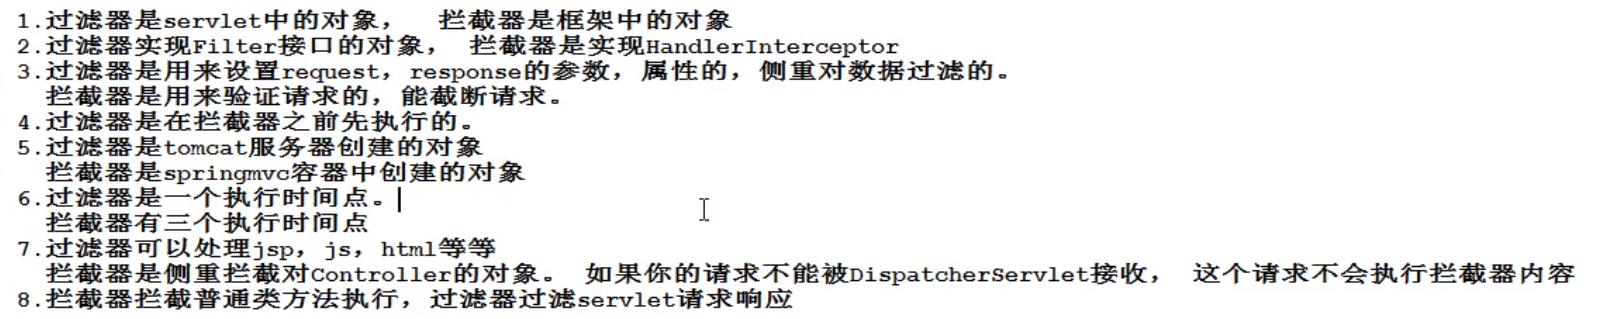 1.过滤器是servlet中的对象， 拦截器是框架中的对象
2.过滤器实现Filter接口的对象， 拦截器是实现HandlerInterceptor
3.过滤器是用来设置request，response的参数，属性的，侧重对数据过滤的。
拦截器是用来验证请求的，能截断请求。
4.过滤器是在拦截器之前先执行的。
5.过滤器是tomcat服务器创建的对象
拦截器是springmvc容器中创建的对象
6.过滤器是一个执行时间点。
拦截器有三个执行时间点
7.过滤器可以处理jsp，js，html等等
拦截器是侧重拦截对Controller的对象。 如果你的请求不能被DispatcherServlet接收， 这个请求不会执行拦截器内容
8.拦截器拦截普通类方法执行，过滤器过滤servlet请求响应